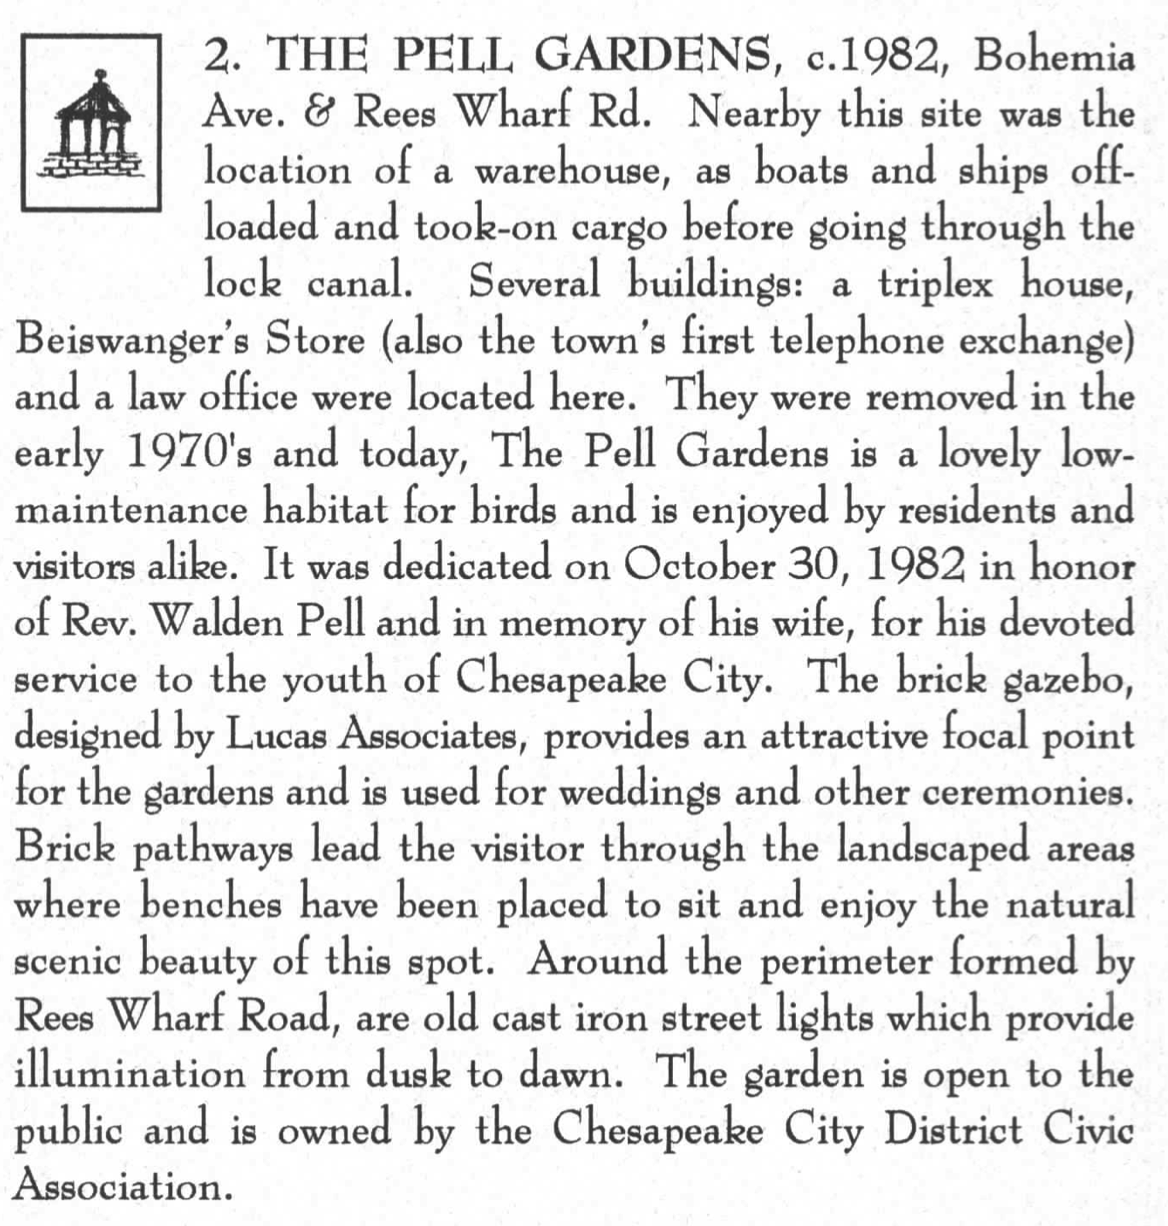 2. THE PELL GARDENS, c.1982, Bohemia
Ave. & Rees Wharf Rd. Nearby this site was the
location of a warehouse, as boats and ships off-
loaded and took-on cargo before going through the
lock canal. Several buildings: a triplex house,
Beiswanger's Store (also the town's first telephone exchange)
and a law office were located here. They were removed in the
early 1970's and today, The Pell Gardens is a lovely low-
maintenance habitat for birds and is enjoyed by residents and
visitors alike. It was dedicated on October 30, 1982 in honor
of Rev. Walden Pell and in memory of his wife, for his devoted
service to the youth of Chesapeake City. The brick gazebo,
designed by Lucas Associates, provides an attractive focal point
for the gardens and is used for weddings and other ceremonies.
Brick pathways lead the visitor through the landscaped areas
where benches have been placed to sit and enjoy the natural
scenic beauty of this spot. Around the perimeter formed by
Rees Wharf Road, are old cast iron street lights which provide
illumination from dusk to dawn. The garden is open to the
public and is owned by the Chesapeake City District Civic
Association.